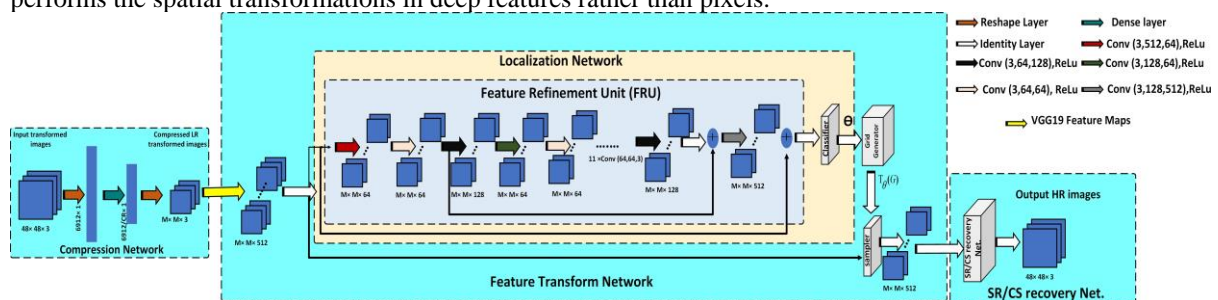 performs the spatial transformations in deep features rather than pixels.
Reshape Layer
Dense layer
Identity Layer
Conv (3,512,64),ReLu
Conv (3,64,128),ReLu
Conv (3,128,64),ReLu
Conv (3,64,64), ReLu
Conv (3,128,512),ReLu
VGG19 Feature Maps
Localization Network
Feature Refinement Unit (FRU)
Input transformed
images
Compressed LR
transformed images
48× 48× 3
6912× 1
6912/CR× 1
M× M× 3
Compression Network
M× M× 512
M× M× 64
M× M× 64
M× M× 128
M× M× 64
M× M× 64
11 ×Conv (64,64,3)
M× M× 128
M× M× 512
Classifier
Θ
Grid
Generator
T_θ(G)
Sampler
M× M× 512
Feature Transform Network
Output HR images
SR/CS recovery
Net.
48× 48× 3
SR/CS recovery Net.